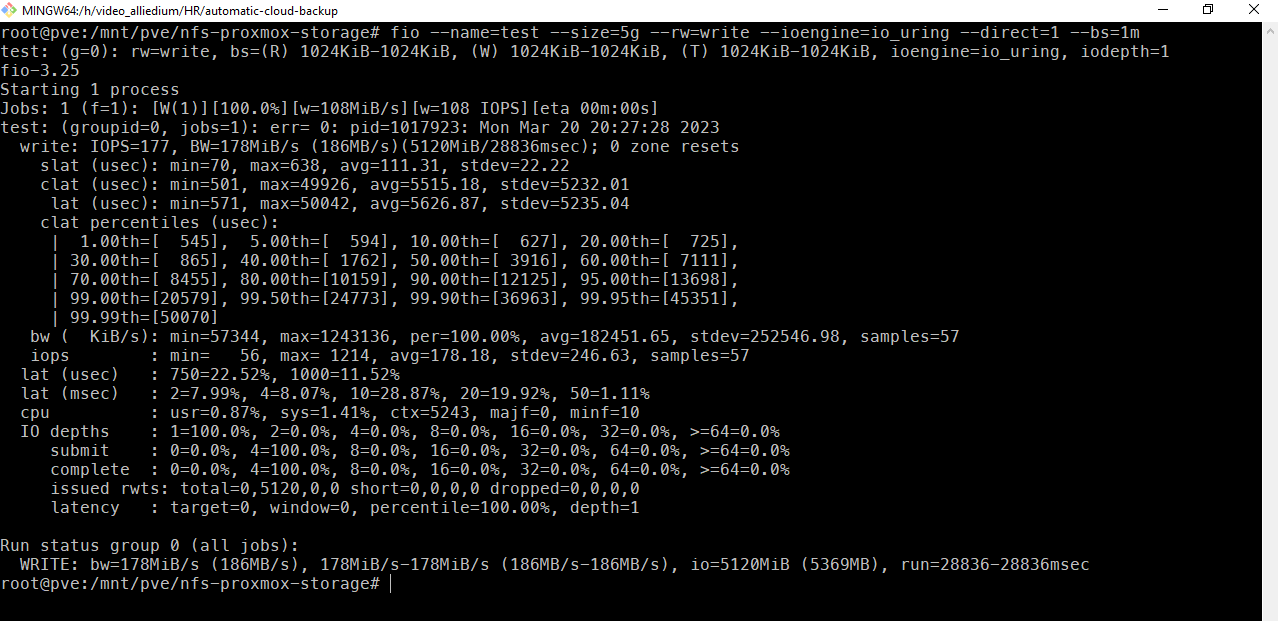 MINGW64:/h/video_alliedium/HR/automatic-cloud-backup
root@pve:/mnt/pve/nfs-proxmox-storage# fio --name=test --size=5g --rw=write --ioengine=io_uring --direct=1 --bs=1m
test: (g=0): rw=write, bs=(R) 1024KiB-1024KiB, (W) 1024KiB-1024KiB, (T) 1024KiB-1024KiB, ioengine=io_uring, iodepth=1
fio-3.25
Starting 1 process
Jobs: 1 (f=1): [W(1)][100.0%][w=108MiB/s][w=108 IOPS][eta 00m:00s]
test: (groupid=0, jobs=1): err= 0: pid=1017923: Mon Mar 20 20:27:28 2023
  write: IOPS=177, BW=178MiB/s (186MB/s)(5120MiB/28836msec); 0 zone resets
    slat (usec): min=70, max=638, avg=111.31, stdev=22.22
    clat (usec): min=501, max=49926, avg=5515.18, stdev=5232.01
     lat (usec): min=571, max=50042, avg=5626.87, stdev=5235.04
    clat percentiles (usec):
     |  1.00th=[  545],  5.00th=[  594], 10.00th=[  627], 20.00th=[  725],
     | 30.00th=[  865], 40.00th=[ 1762], 50.00th=[ 3916], 60.00th=[ 7111],
     | 70.00th=[ 8455], 80.00th=[10159], 90.00th=[12125], 95.00th=[13698],
     | 99.00th=[20579], 99.50th=[24773], 99.90th=[36963], 99.95th=[45351],
     | 99.99th=[50070]
   bw (  KiB/s): min=57344, max=1243136, per=100.00%, avg=182451.65, stdev=252546.98, samples=57
   iops        : min=   56, max= 1214, avg=178.18, stdev=246.63, samples=57
  lat (usec)   : 750=22.52%, 1000=11.52%
  lat (msec)   : 2=7.99%, 4=8.07%, 10=28.87%, 20=19.92%, 50=1.11%
  cpu          : usr=0.87%, sys=1.41%, ctx=5243, majf=0, minf=10
  IO depths    : 1=100.0%, 2=0.0%, 4=0.0%, 8=0.0%, 16=0.0%, 32=0.0%, >=64=0.0%
     submit    : 0=0.0%, 4=100.0%, 8=0.0%, 16=0.0%, 32=0.0%, 64=0.0%, >=64=0.0%
     complete  : 0=0.0%, 4=100.0%, 8=0.0%, 16=0.0%, 32=0.0%, 64=0.0%, >=64=0.0%
     issued rwts: total=0,5120,0,0 short=0,0,0,0 dropped=0,0,0,0
     latency   : target=0, window=0, percentile=100.00%, depth=1
Run status group 0 (all jobs):
  WRITE: bw=178MiB/s (186MB/s), 178MiB/s-178MiB/s (186MB/s-186MB/s), io=5120MiB (5369MB), run=28836-28836msec
root@pve:/mnt/pve/nfs-proxmox-storage#